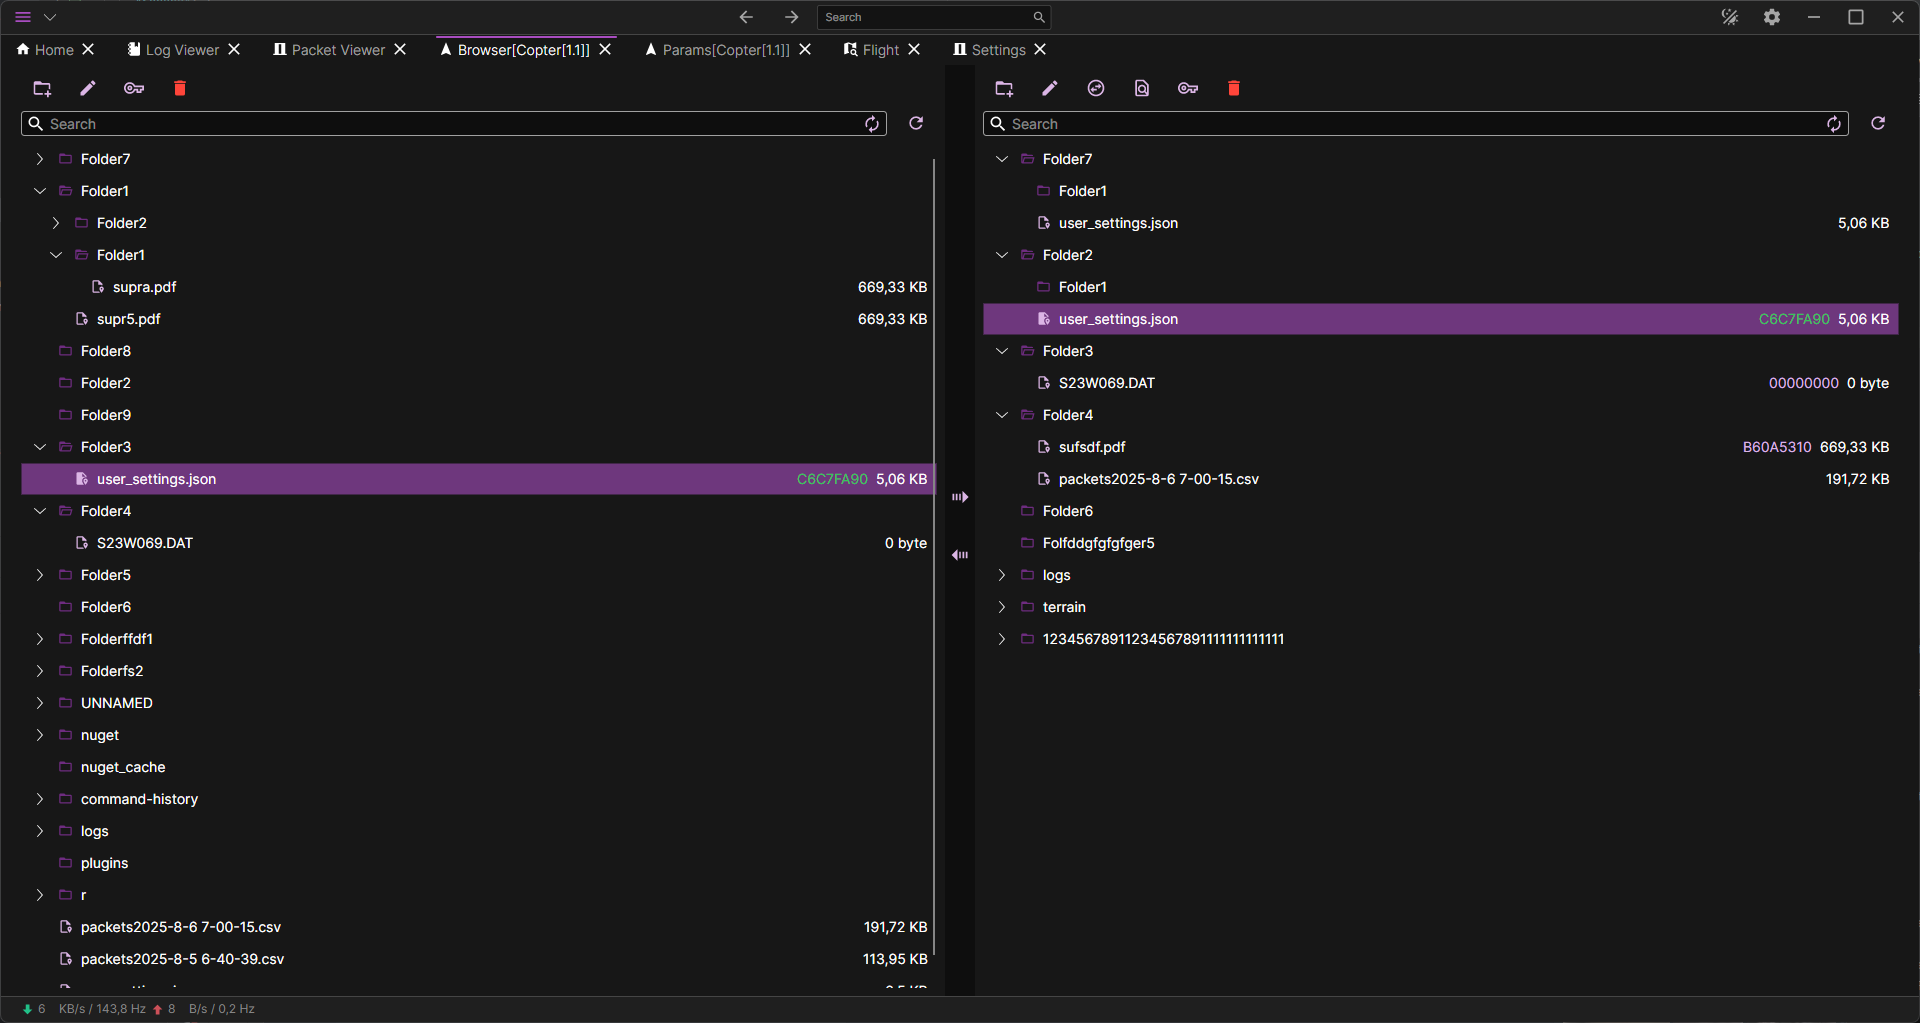 Search
Home
Log Viewer
Packet Viewer
Browser[Copter[1.1]]
Params[Copter[1.1]]
Flight
Settings
Search
Folder7
Folder1
Folder2
Folder1
supra.pdf 669,33 KB
supr5.pdf 669,33 KB
Folder8
Folder2
Folder9
Folder3
user_settings.json C6C7FA90 5,06 KB
Folder4
S23W069.DAT 0 byte
Folder5
Folder6
Folderffdf1
Folderfs2
UNNAMED
nuget
nuget_cache
command-history
logs
plugins
r
packets2025-8-6 7-00-15.csv 191,72 KB
packets2025-8-5 6-40-39.csv 113,95 KB
Search
Folder7
Folder1
user_settings.json 5,06 KB
Folder2
Folder1
user_settings.json C6C7FA90 5,06 KB
Folder3
S23W069.DAT 00000000 0 byte
Folder4
sufsdf.pdf B60A5310 669,33 KB
packets2025-8-6 7-00-15.csv 191,72 KB
Folder6
Folfddgfgfgfger5
logs
terrain
1234567891123456789111111111111
6 KB/s / 143,8 Hz 8 B/s / 0,2 Hz